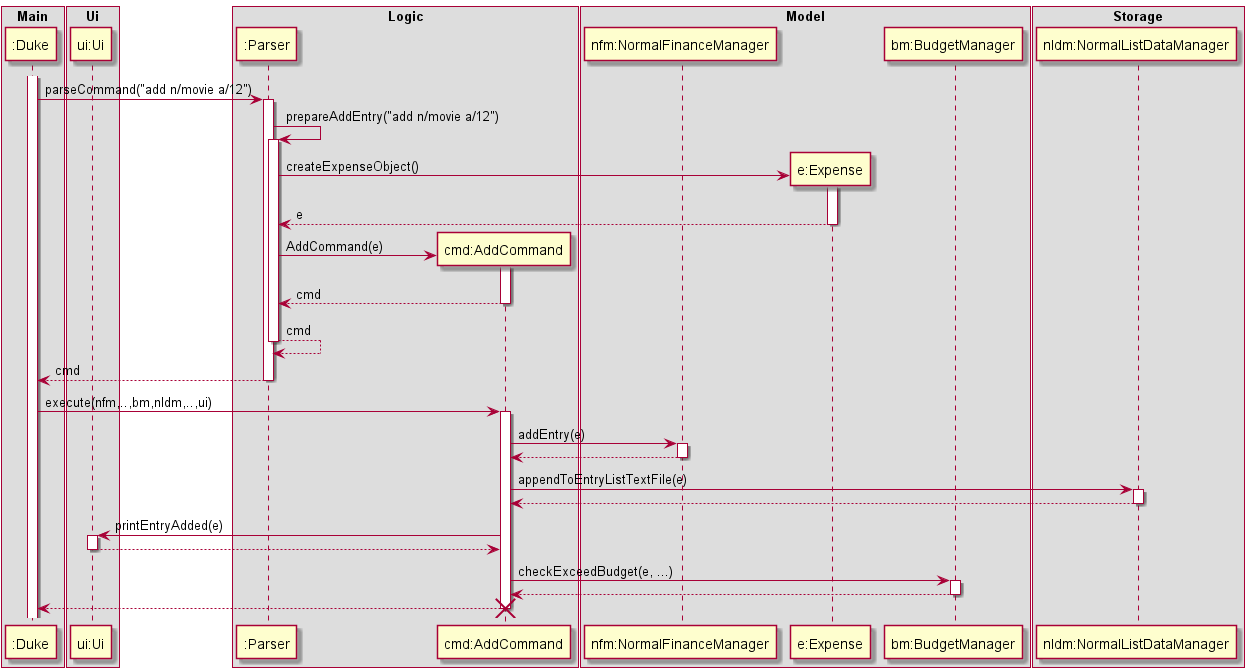 Main
Ui
Logic
Model
Storage
:Duke
ui:Ui
:Parser
nfm:NormalFinanceManager
bm:BudgetManager
nldm:NormalListDataManager
parseCommand("add n/movie a/12")
prepareAddEntry("add n/movie a/12")
createExpenseObject()
e:Expense
e
AddCommand(e)
cmd:AddCommand
cmd
cmd
cmd
execute(nfm,..,bm,nldm,..,ui)
addEntry(e)
appendToEntryListTextFile(e)
printEntryAdded(e)
checkExceedBudget(e, ...)
:Duke
ui:Ui
:Parser
cmd:AddCommand
nfm:NormalFinanceManager
e:Expense
bm:BudgetManager
nldm:NormalListDataManager